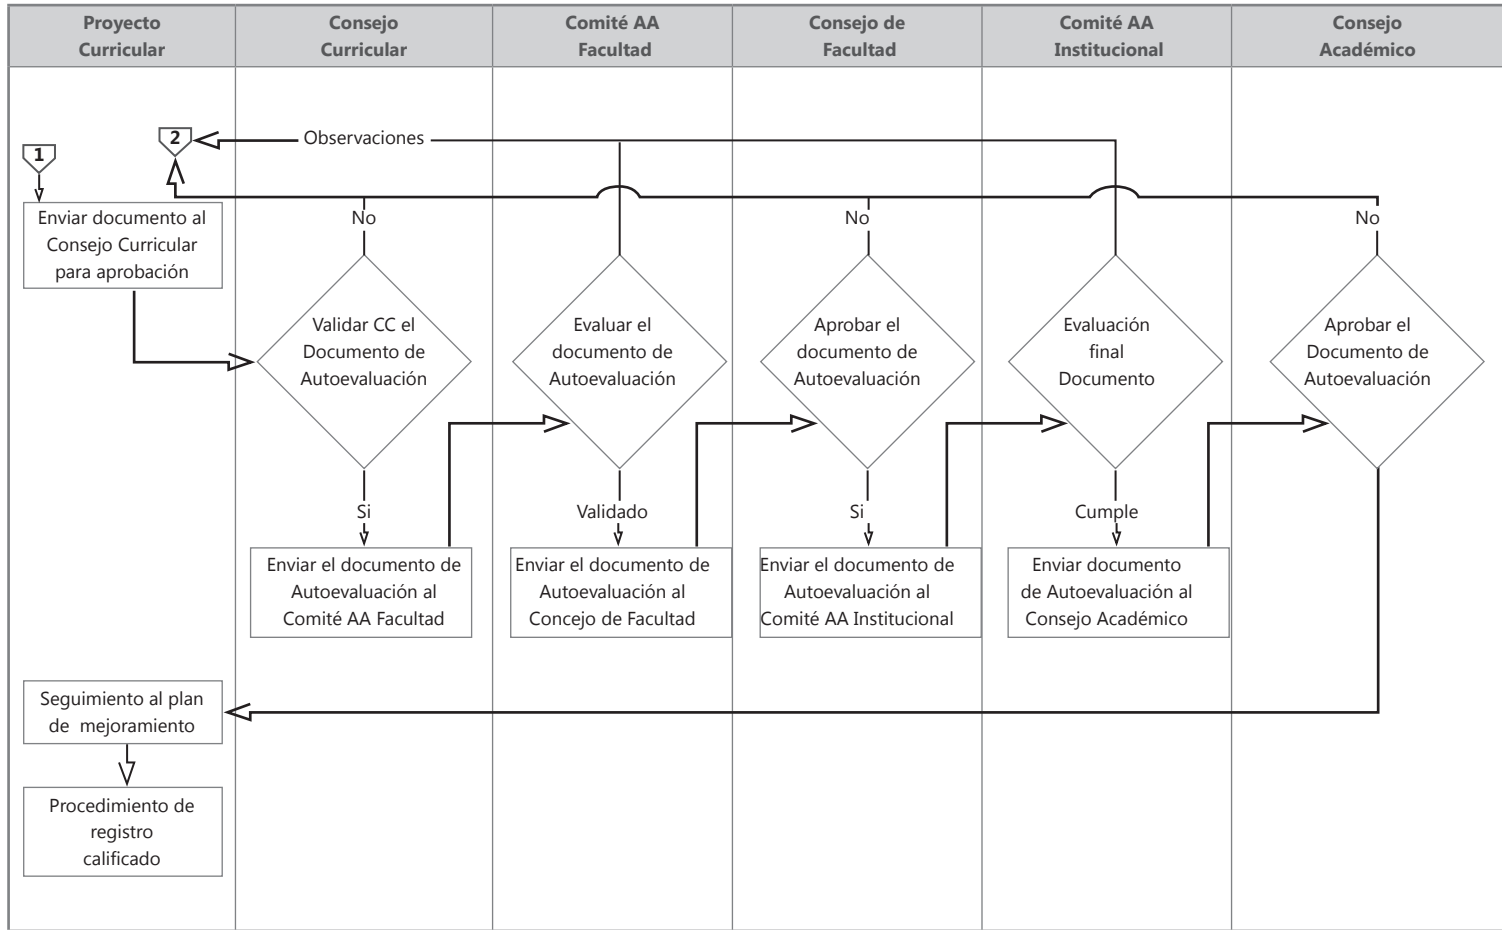 Proyecto
Curricular
Consejo
Curricular
Comité AA
Facultad
Consejo de
Facultad
Comité AA
Institucional
Consejo
Académico
1
2
Observaciones
Enviar documento al
Consejo Curricular
para aprobación
No
No
No
Validar CC el
Documento de
Autoevaluación
Evaluar el
documento de
Autoevaluación
Aprobar el
documento de
Autoevaluación
Evaluación
final
Documento
Aprobar el
Documento de
Autoevaluación
Si
Validado
Si
Cumple
Enviar el documento de
Autoevaluación al
Comité AA Facultad
Enviar el documento de
Autoevaluación al
Concejo de Facultad
Enviar el documento de
Autoevaluación al
Comité AA Institucional
Enviar documento
de Autoevaluación al
Consejo Académico
Seguimiento al plan
de mejoramiento
Procedimiento de
registro
calificado